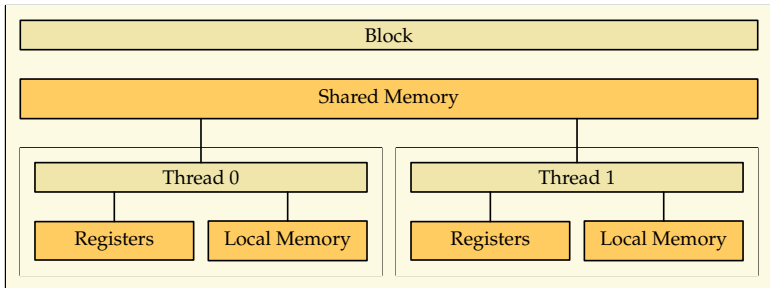 Block
Shared Memory
Thread 0
Thread 1
Registers
Local Memory
Registers
Local Memory